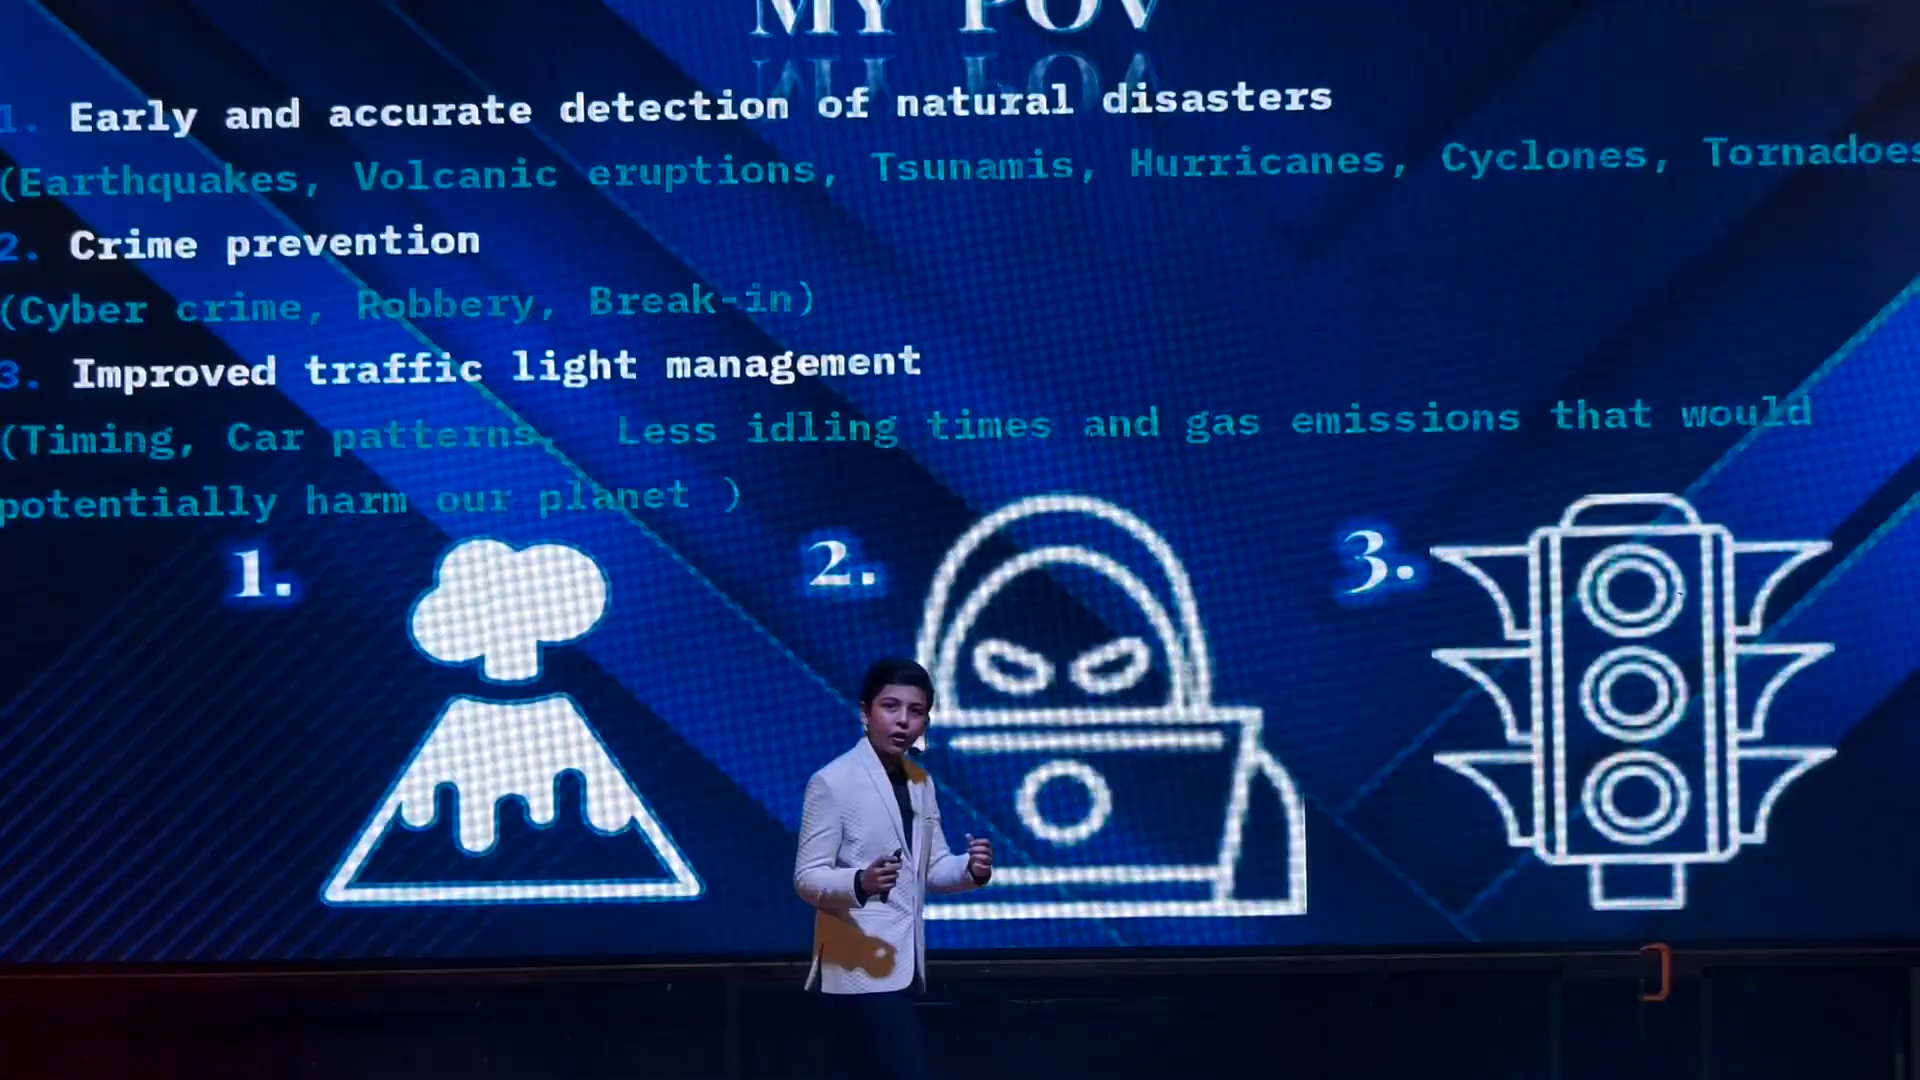 MY POV
1. Early and accurate detection of natural disasters
(Earthquakes, Volcanic eruptions, Tsunamis, Hurricanes, Cyclones, Tornadoes
2. Crime prevention
(Cyber crime, Robbery, Break-in)
3. Improved traffic light management
(Timing, Car patterns, Less idling times and gas emissions that would
potentially harm our planet )
1.
2.
3.